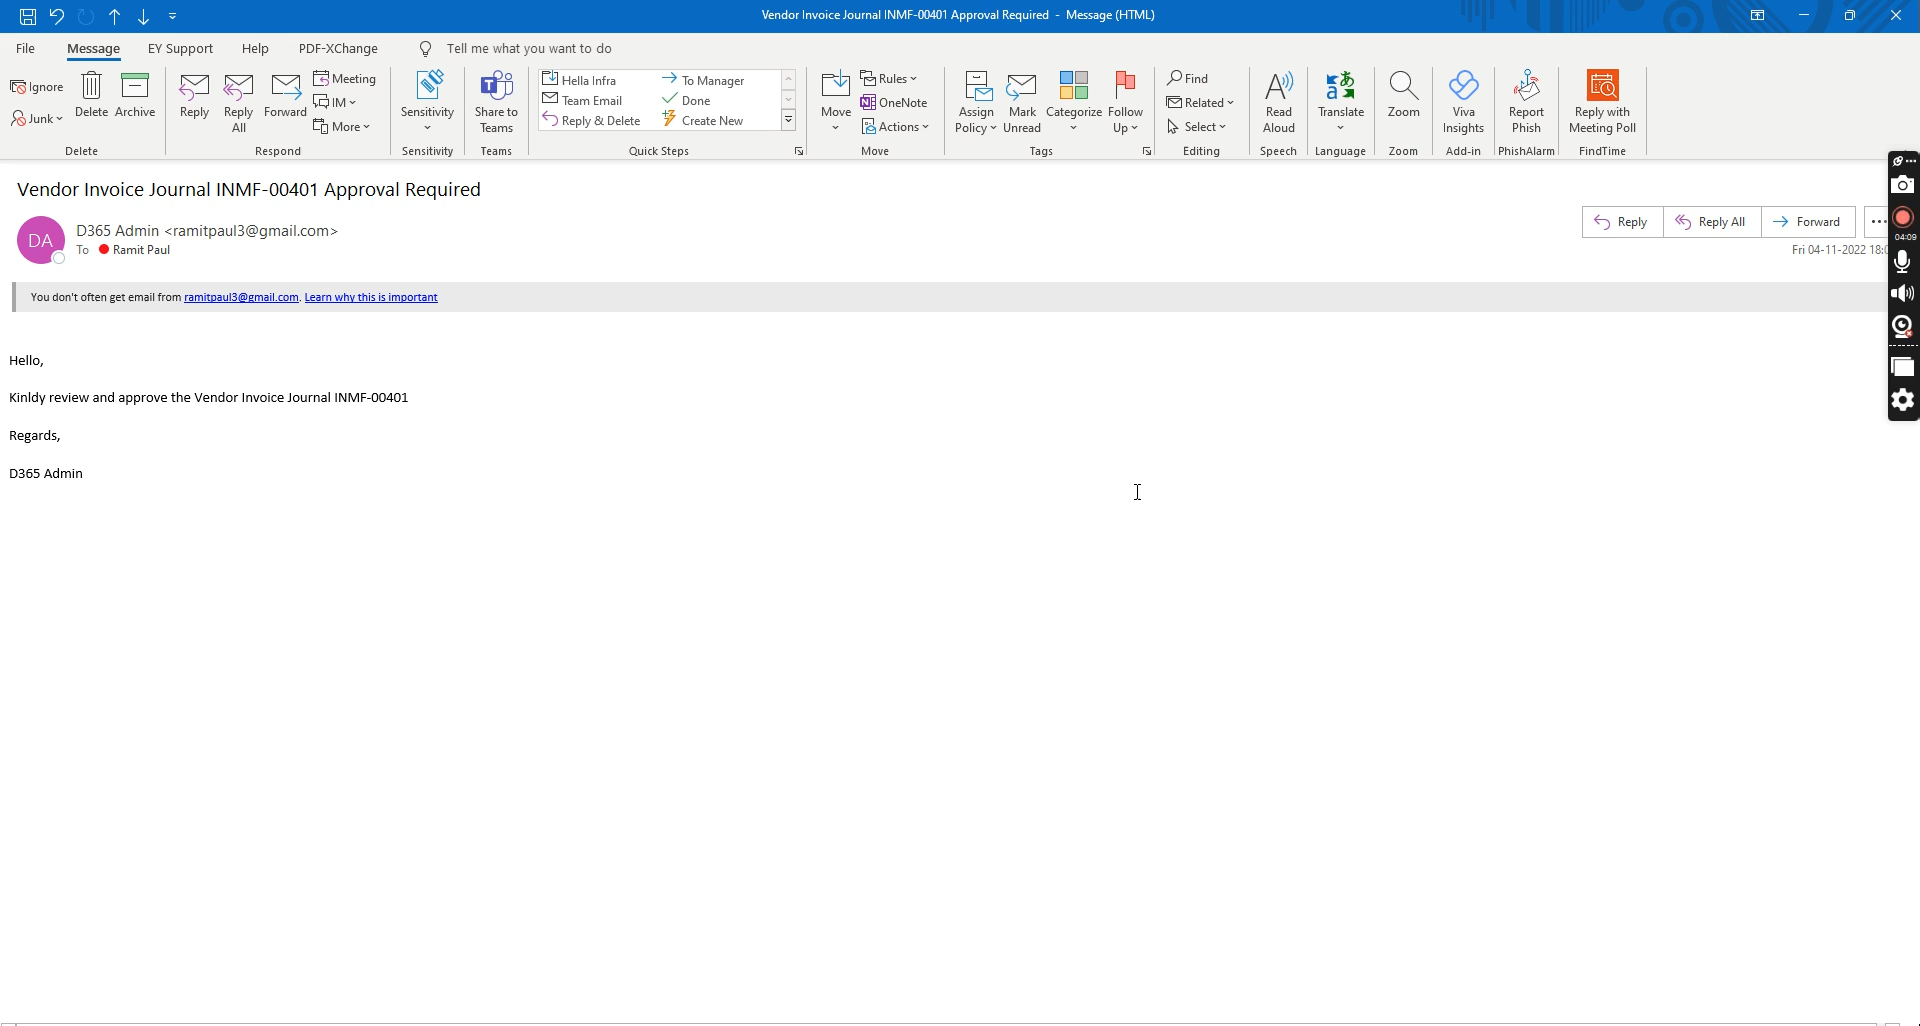 Vendor Invoice Journal INMF-00401 Approval Required - Message (HTML)
File Message EY Support Help PDF-XChange Tell me what you want to do
Ignore
Junk
Delete
Archive
Delete
Reply
Reply All
Forward
Meeting
IM
More
Respond
Sensitivity
Sensitivity
Share to Teams
Teams
Hella Infra
Team Email
Reply & Delete
To Manager
Done
Create New
Quick Steps
Move
Rules
OneNote
Actions
Move
Assign Policy
Mark Unread
Categorize
Follow Up
Tags
Find
Related
Select
Editing
Read Aloud
Speech
Translate
Language
Zoom
Zoom
Viva Insights
Add-in
Report Phish
PhishAlarm
Reply with Meeting Poll
FindTime
Vendor Invoice Journal INMF-00401 Approval Required
DA
D365 Admin <ramitpaul3@gmail.com>
To Ramit Paul
Reply
Reply All
Forward
Fri 04-11-2022
04:09
You don't often get email from ramitpaul3@gmail.com. Learn why this is important
Hello,
Kinldy review and approve the Vendor Invoice Journal INMF-00401
Regards,
D365 Admin